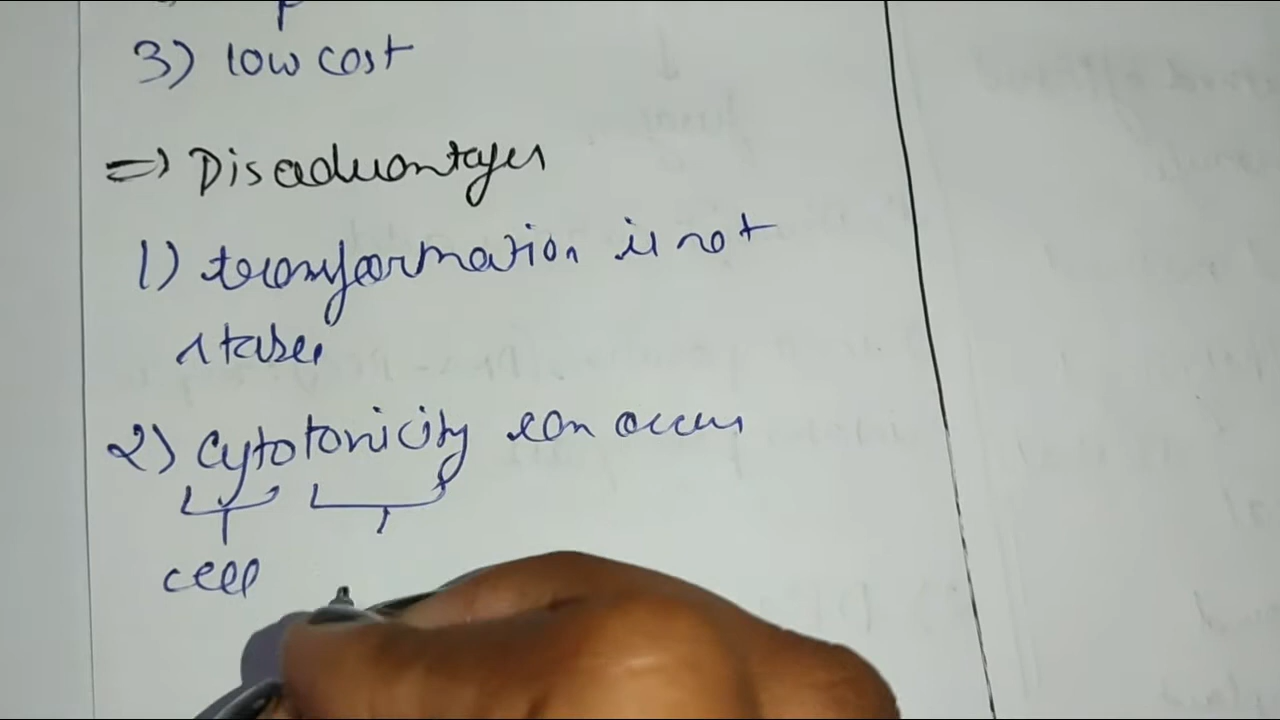 3) low cost
=> Disadvantages
1) transformation is not
stable
2) Cytotoxicity can occur
cell